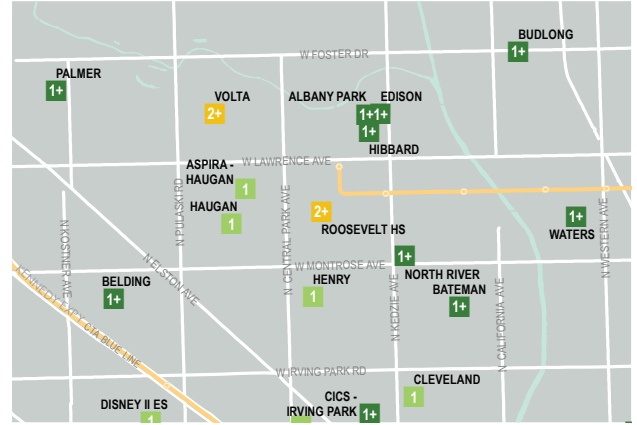 BUDLONG
1+
W FOSTER DR
PALMER
1+
VOLTA
2+
ALBANY PARK
EDISON
1+
1+
1+
HIBBARD
W LAWRENCE AVE
ASPIRA -
HAUGAN
1
HAUGAN
1
N PULASKI RD
N CENTRAL PARK AVE
2+
ROOSEVELT HS
1+
WATERS
N WESTERN AVE
N KOSTNER AVE
N ELSTON AVE
W MONTROSE AVE
1+
NORTH RIVER
BATEMAN
1+
HENRY
1
BELDING
1+
N KEDZIE AVE
N CALIFORNIA AVE
KENNEDY EXPY
CTA BLUE LINE
W IRVING PARK RD
CLEVELAND
1
DISNEY II ES
1
CICS -
IRVING PARK
1+